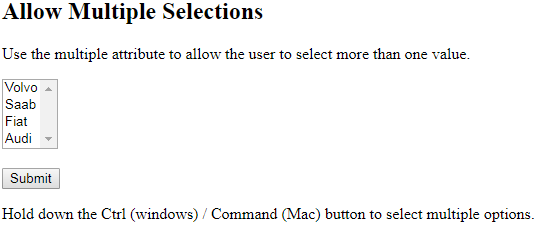 Allow Multiple Selections
Use the multiple attribute to allow the user to select more than one value.
Volvo
Saab
Fiat
Audi
Submit
Hold down the Ctrl (windows) / Command (Mac) button to select multiple options.